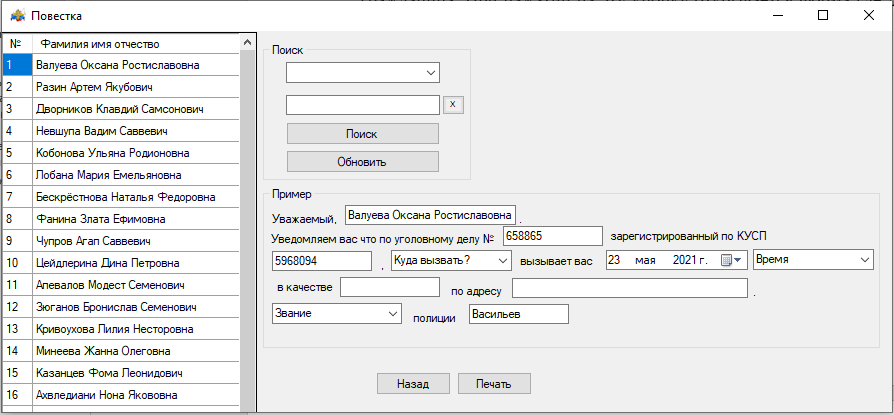 Повестка
№ Фамилия имя отчество
1 Валуева Оксана Ростиславовна
2 Разин Артем Якубович
3 Дворников Клавдий Самсонович
4 Невшупа Вадим Саввевич
5 Кобонова Ульяна Родионовна
6 Лобана Мария Емельяновна
7 Бескрёстнова Наталья Федоровна
8 Фанина Злата Ефимовна
9 Чупров Агап Саввевич
10 Цейдлерина Дина Петровна
11 Апевалов Модест Семенович
12 Зюганов Бронислав Семенович
13 Кривоухова Лилия Несторовна
14 Минеева Жанна Олеговна
15 Казанцев Фома Леонидович
16 Ахвледиани Нона Яковowna
Поиск
x
Поиск
Обновить
Пример
Уважаемый, Валуева Оксана Ростиславовна .
Уведомляем вас что по уголовному делу № 658865 зарегистрированный по КУСП
5968094 , Куда вызвать? вызывает вас 23 мая 2021 г. Время
в качестве по адресу .
Звание полиции Васильев
Назад Печать